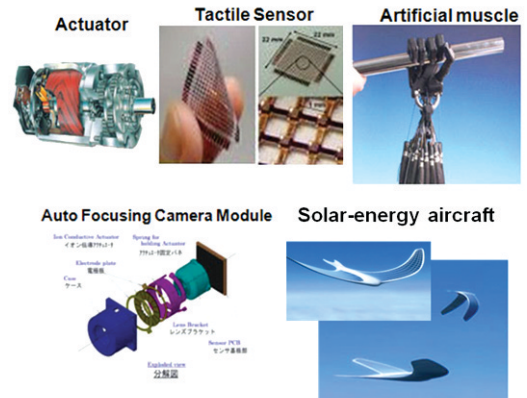 Actuator
Tactile Sensor
Artificial muscle
22 mm
22 mm
1 mm
Auto Focusing Camera Module
Solar-energy aircraft
Ion Conductive Actuator
イオン伝導アクチュエータ
Spring for
holding Actuator
アクチュエータ固定バネ
Electrode plate
電極板
Case
ケース
Lens Bracket
レンズブラケット
Sensor PCB
センサ基板部
Exploded view
分解図